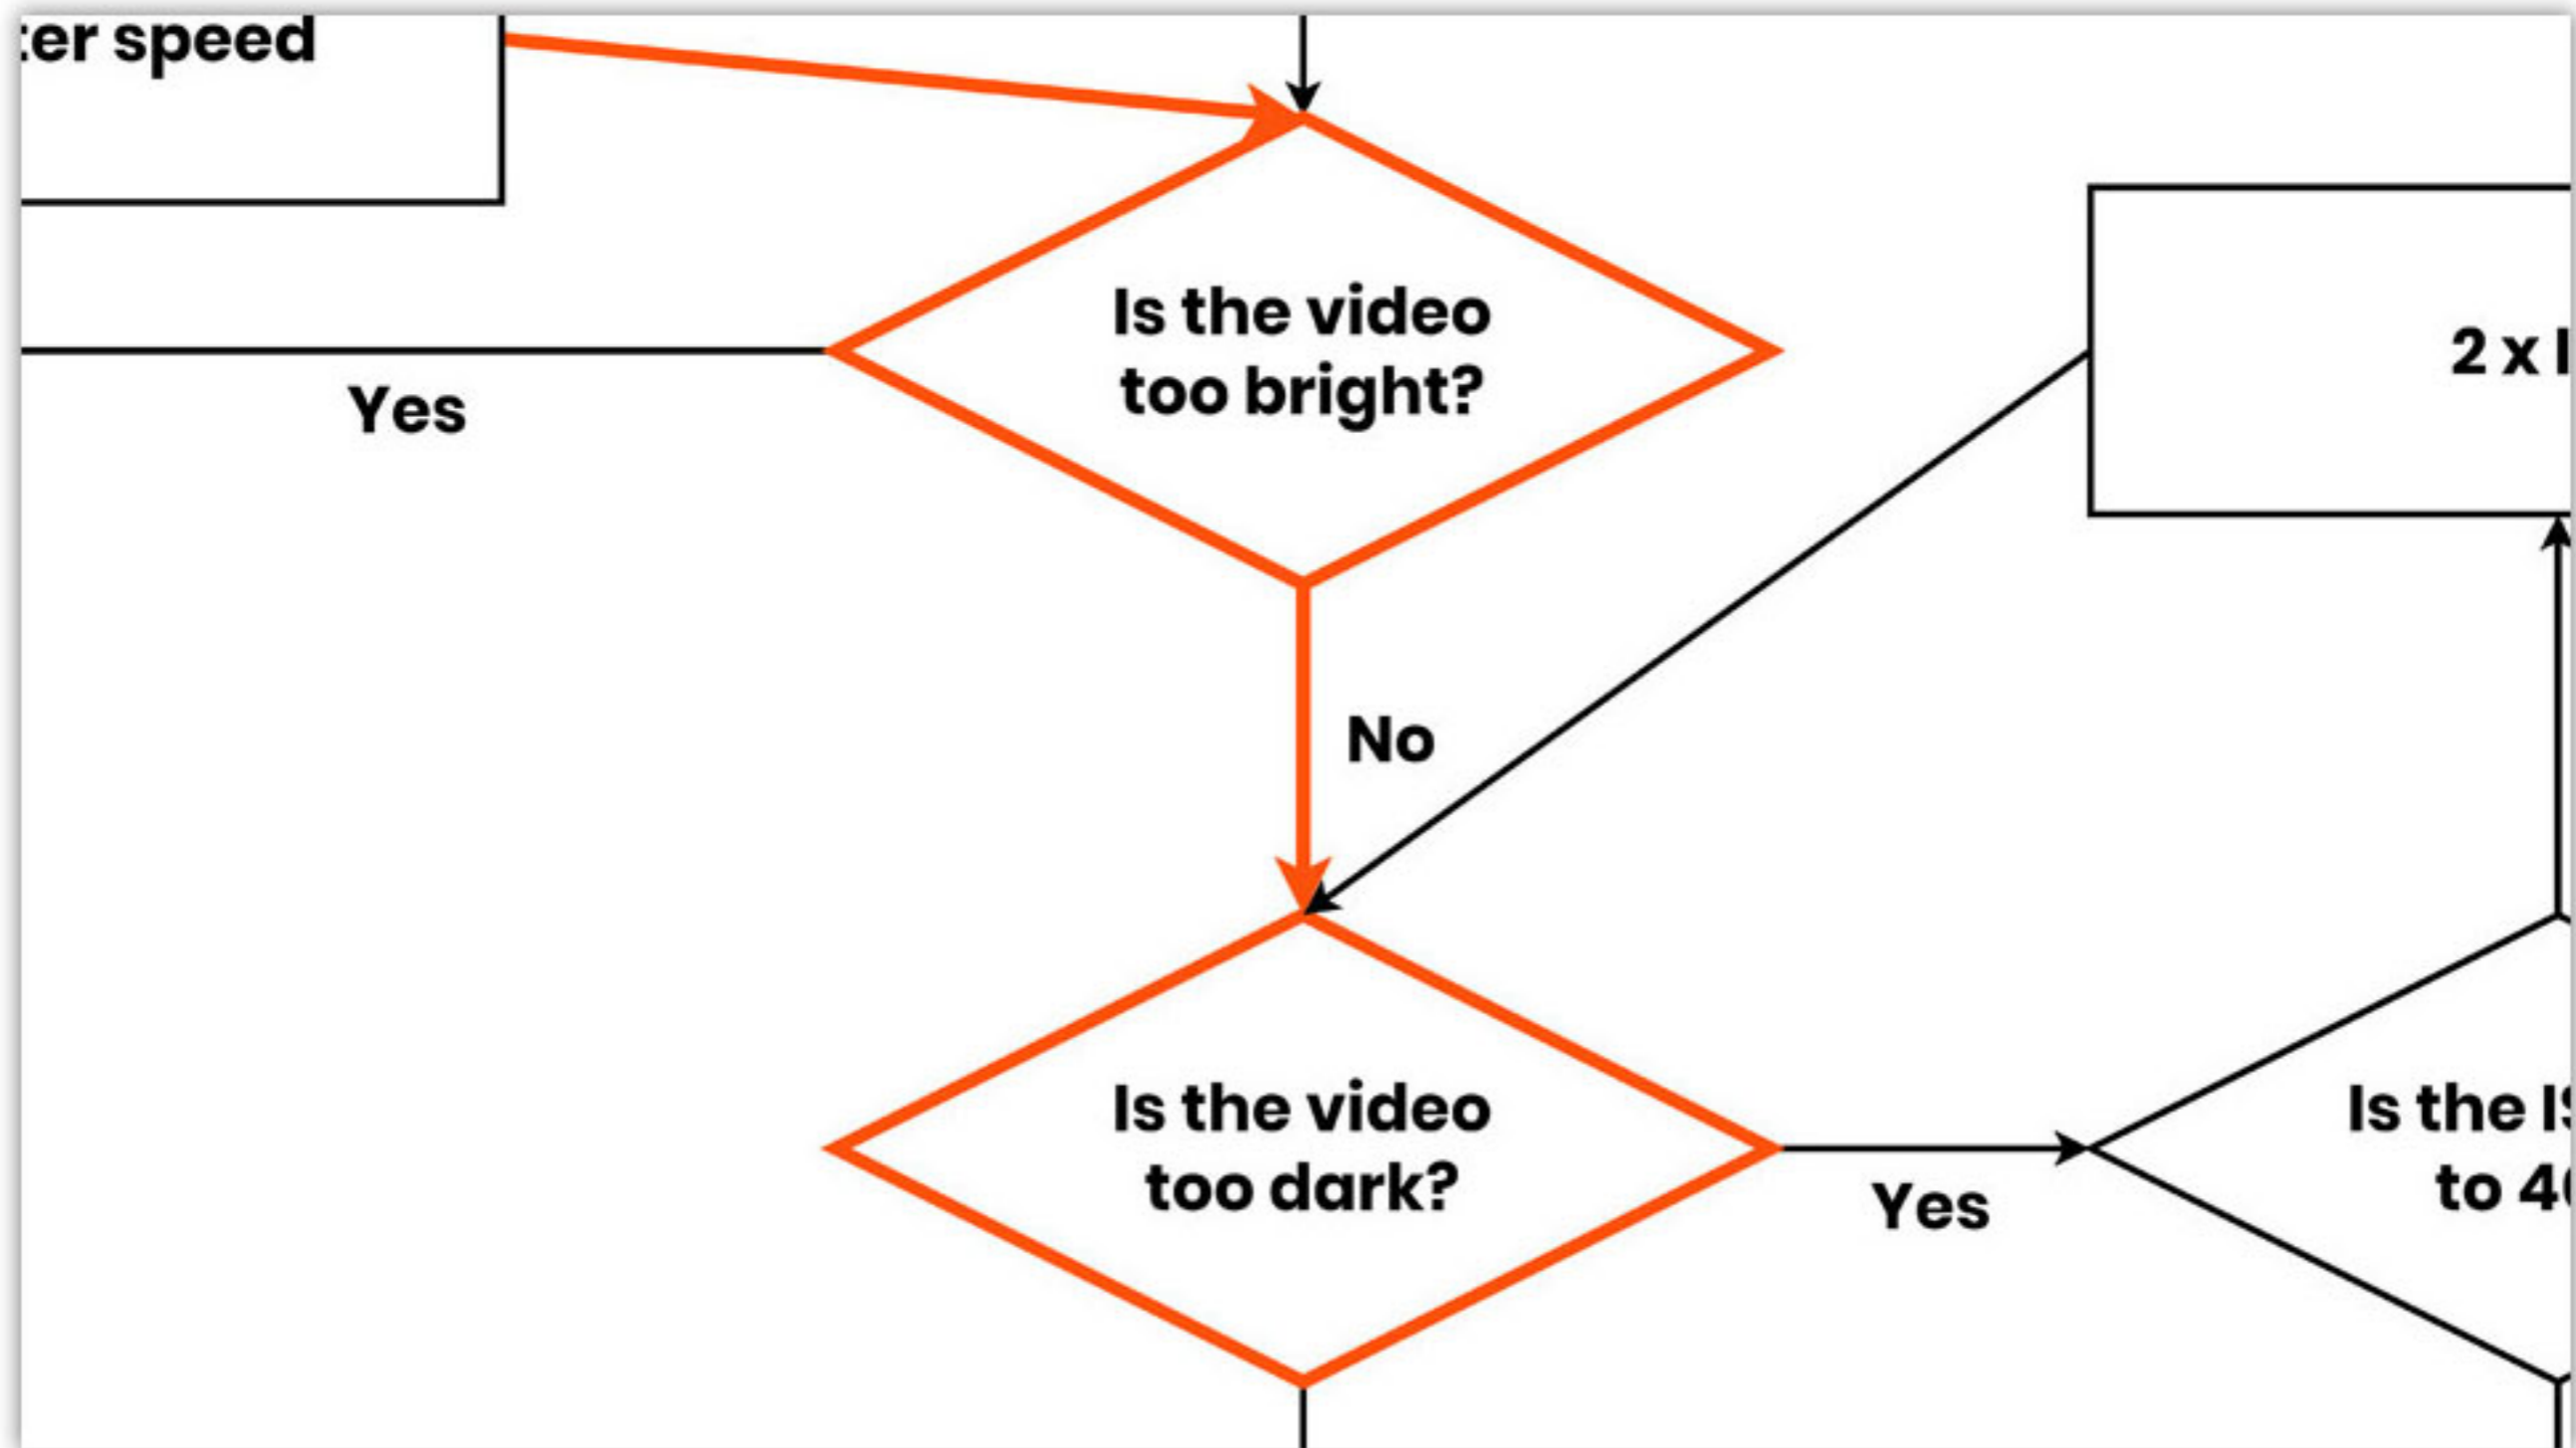 ter speed
Is the video
too bright?
2 x
Yes
No
Is the video
too dark?
Is the
to
Yes